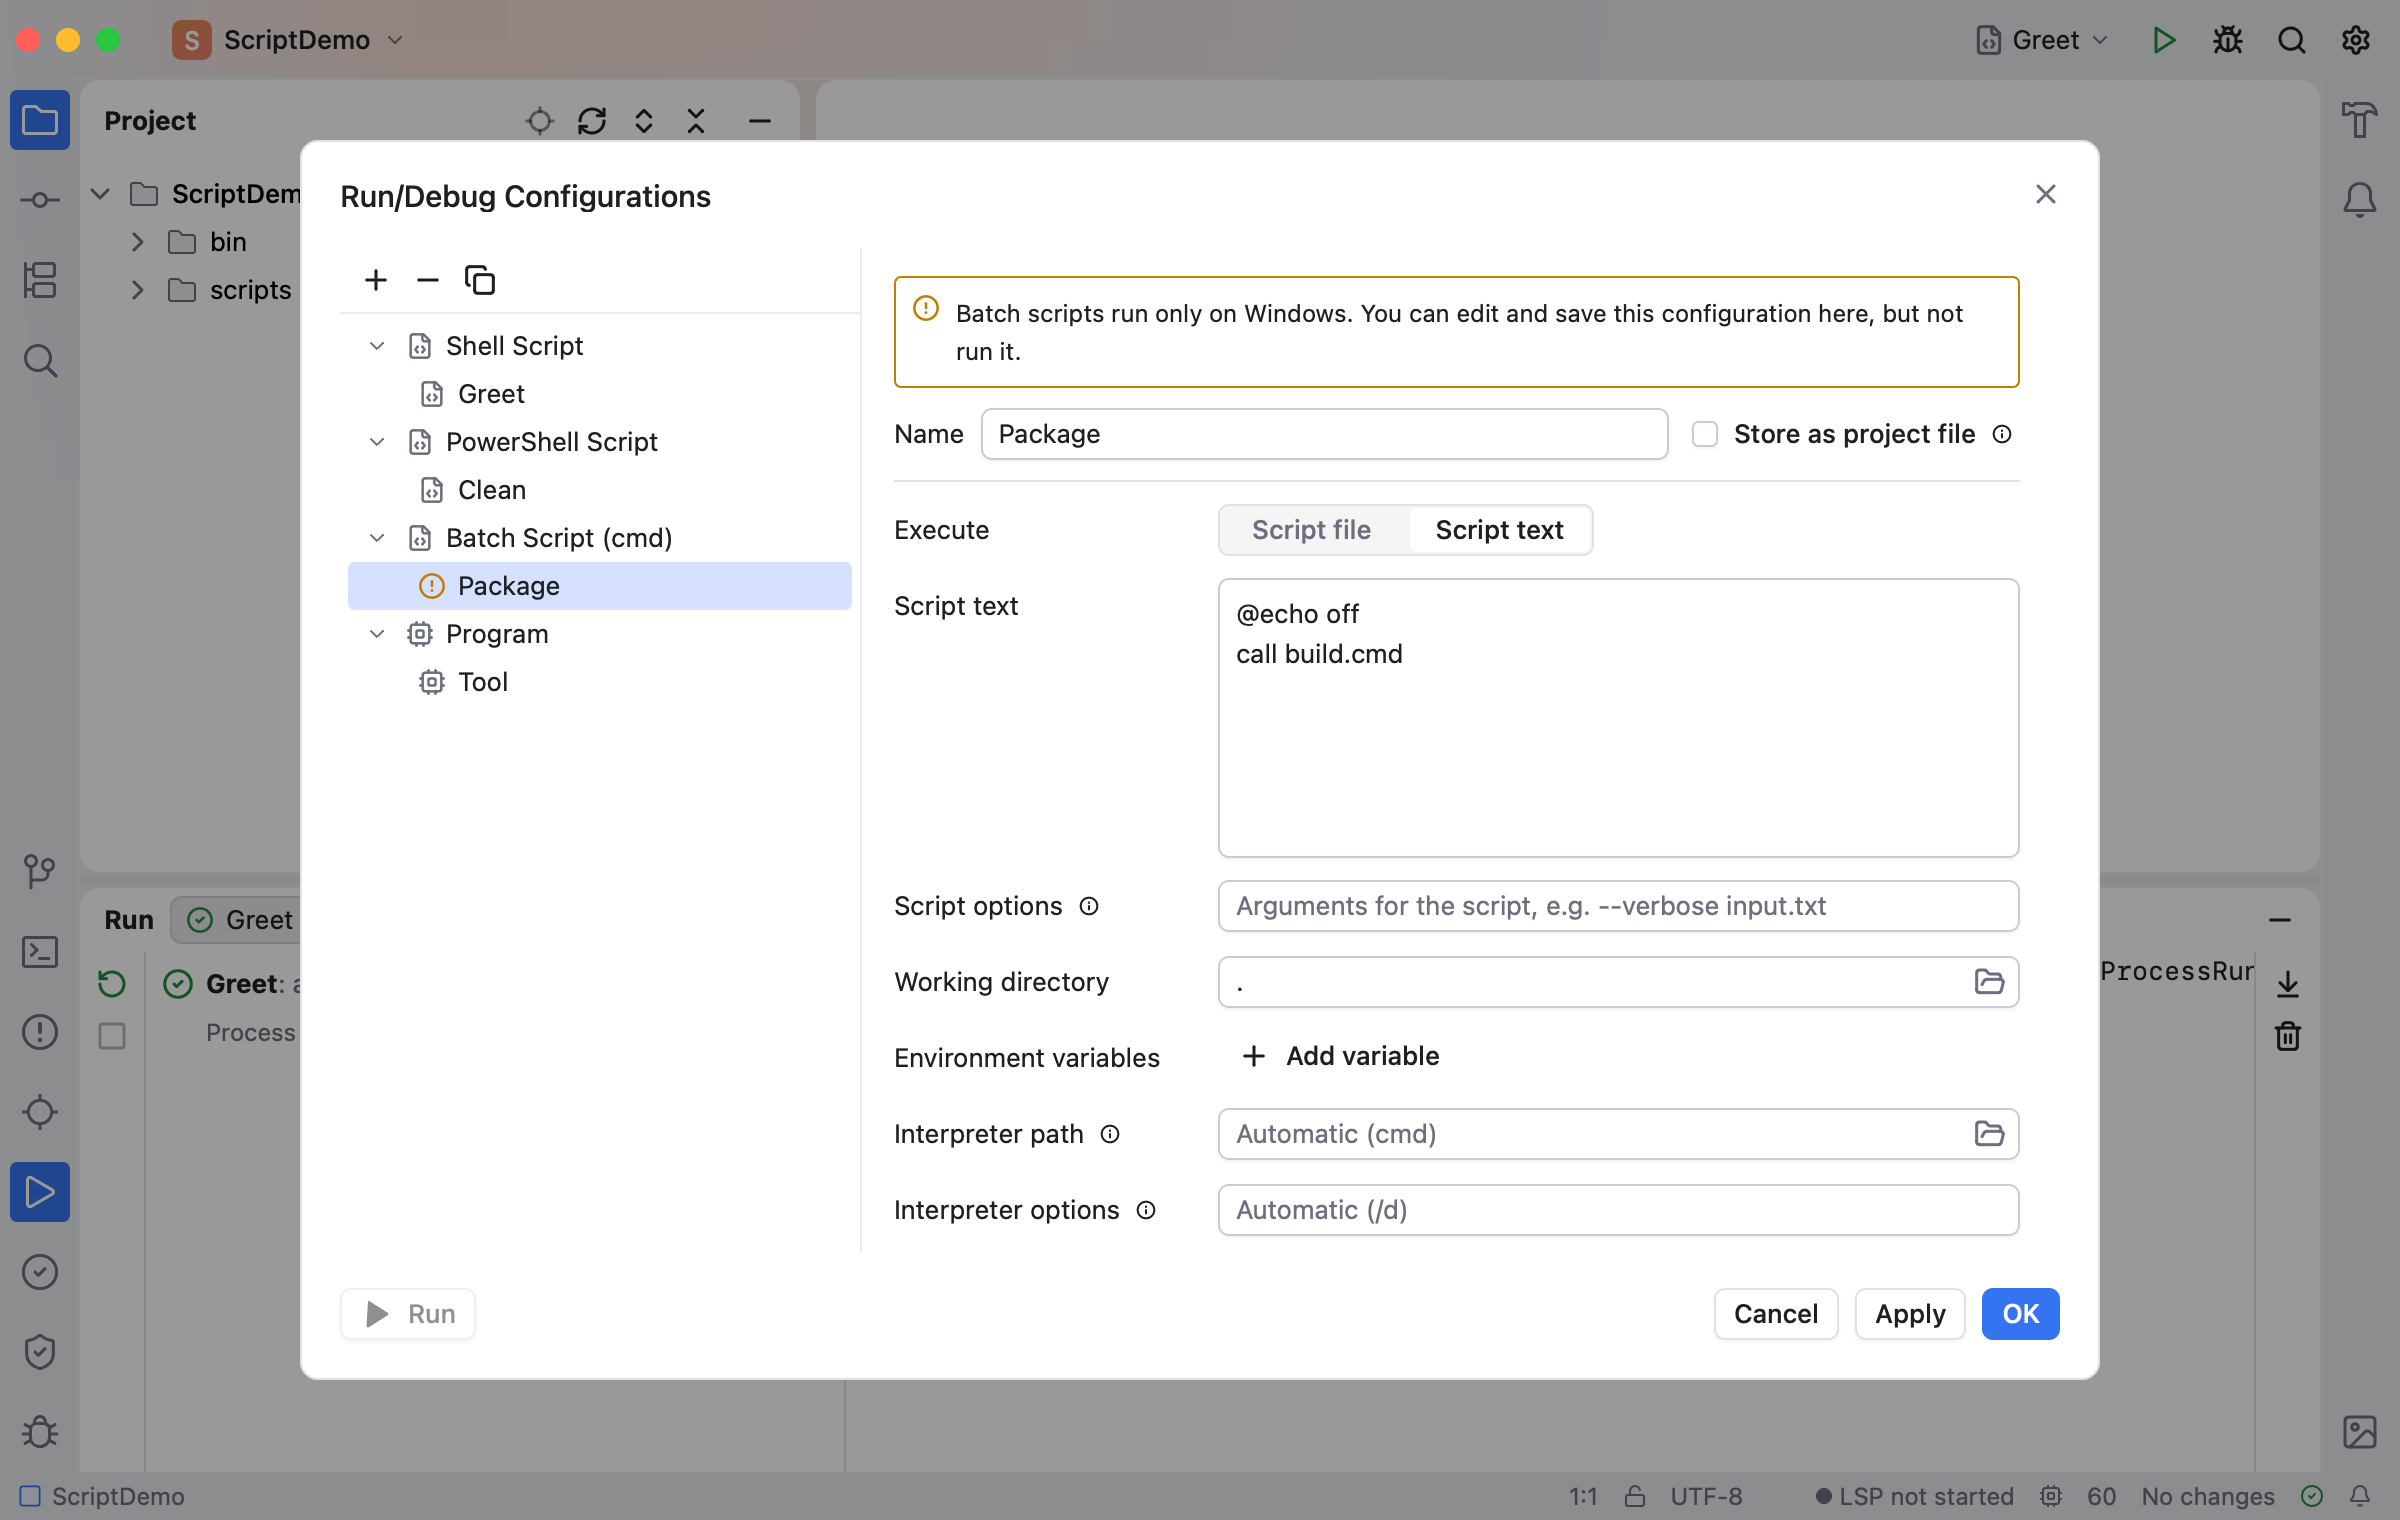 S ScriptDemo
Greet
Project
ScriptDem
bin
scripts
Run/Debug Configurations
Shell Script
Greet
PowerShell Script
Clean
Batch Script (cmd)
Package
Program
Tool
Batch scripts run only on Windows. You can edit and save this configuration here, but not
run it.
Name
Package
Store as project file
Execute
Script file
Script text
Script text
@echo off
call build.cmd
Script options
Arguments for the script, e.g. --verbose input.txt
Working directory
.
Environment variables
Add variable
Interpreter path
Automatic (cmd)
Interpreter options
Automatic (/d)
Run
Cancel
Apply
OK
Run
Greet
Greet: a
Process
ProcessRun
ScriptDemo
1:1
UTF-8
LSP not started
60
No changes